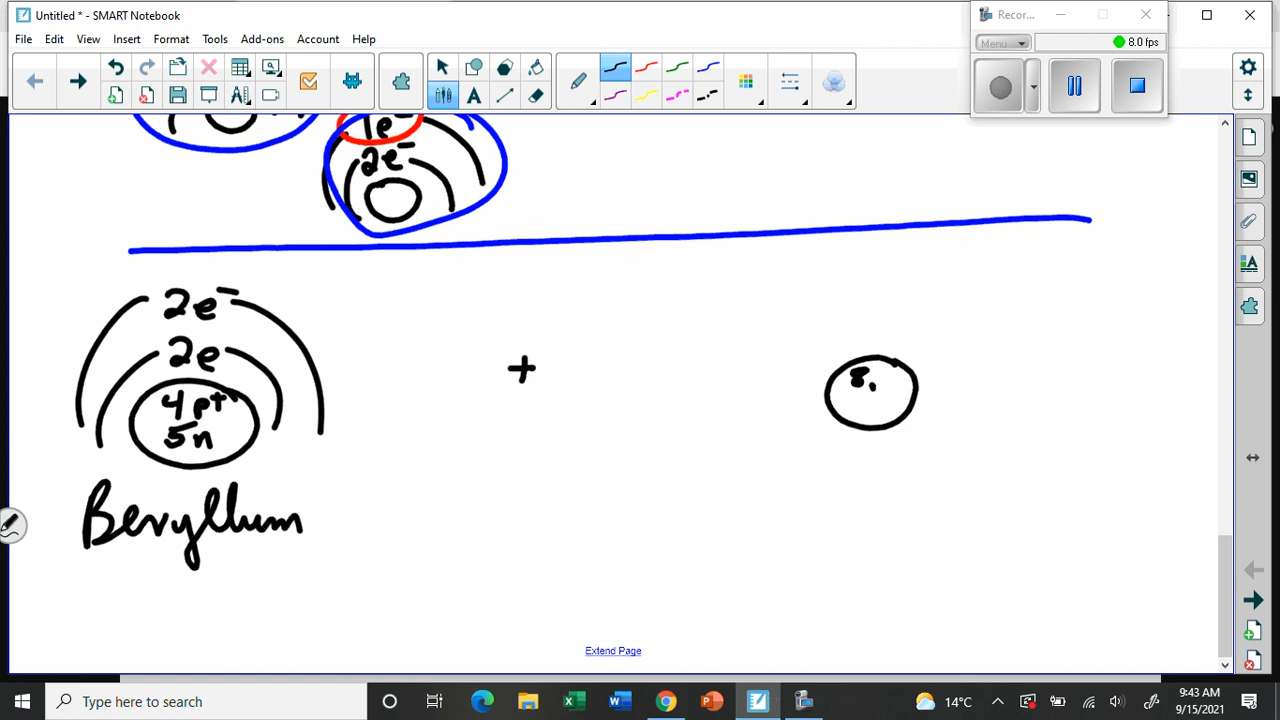 Untitled * - SMART Notebook
Recor...
File Edit View Insert Format Tools Add-ons Account Help
Menu
8.0 fps
1e⁻
2e⁻
2e⁻
2e
4p⁺
5n
+
8.
Beryllum
Extend Page
Type here to search
14°C
9:43 AM
9/15/2021